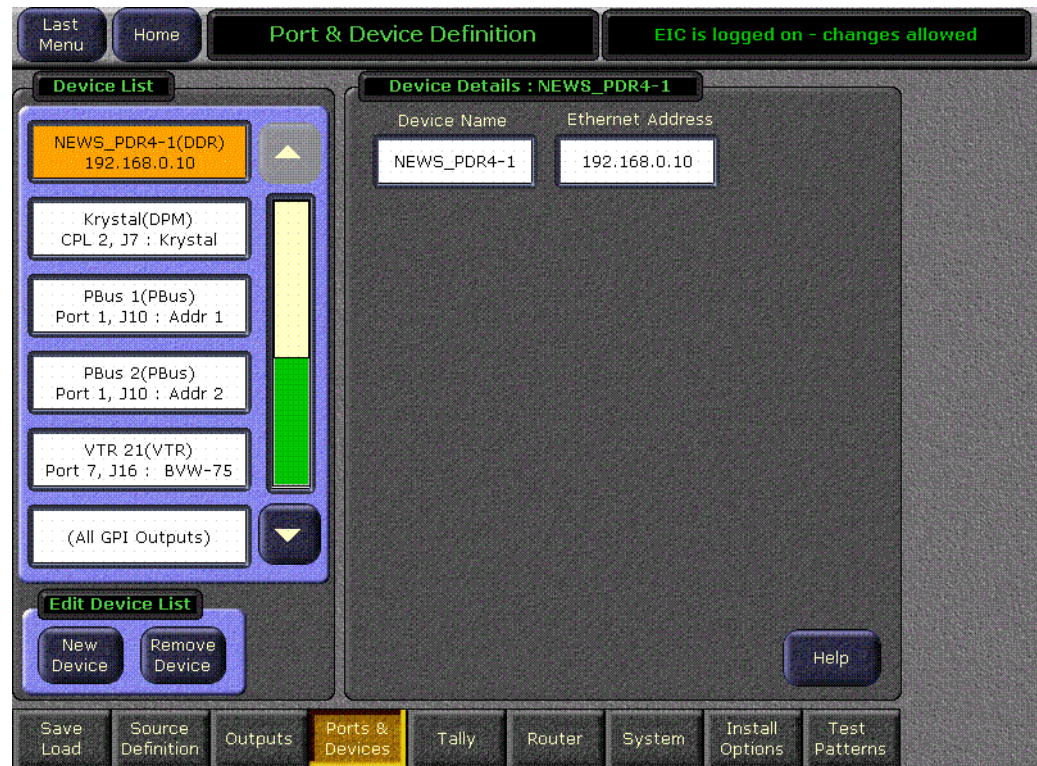 Last
Menu
Home
Port & Device Definition
EIC is logged on - changes allowed
Device List
NEWS_PDR4-1(DDR)
192.168.0.10
Krystal(DPM)
CPL 2, J7 : Krystal
PBus 1(PBus)
Port 1, J10 : Addr 1
PBus 2(PBus)
Port 1, J10 : Addr 2
VTR 21(VTR)
Port 7, J16 : BVW-75
(All GPI Outputs)
Edit Device List
New
Device
Remove
Device
Device Details : NEWS_PDR4-1
Device Name
Ethernet Address
NEWS_PDR4-1
192.168.0.10
Help
Save
Load
Source
Definition
Outputs
Ports &
Devices
Tally
Router
System
Install
Options
Test
Patterns